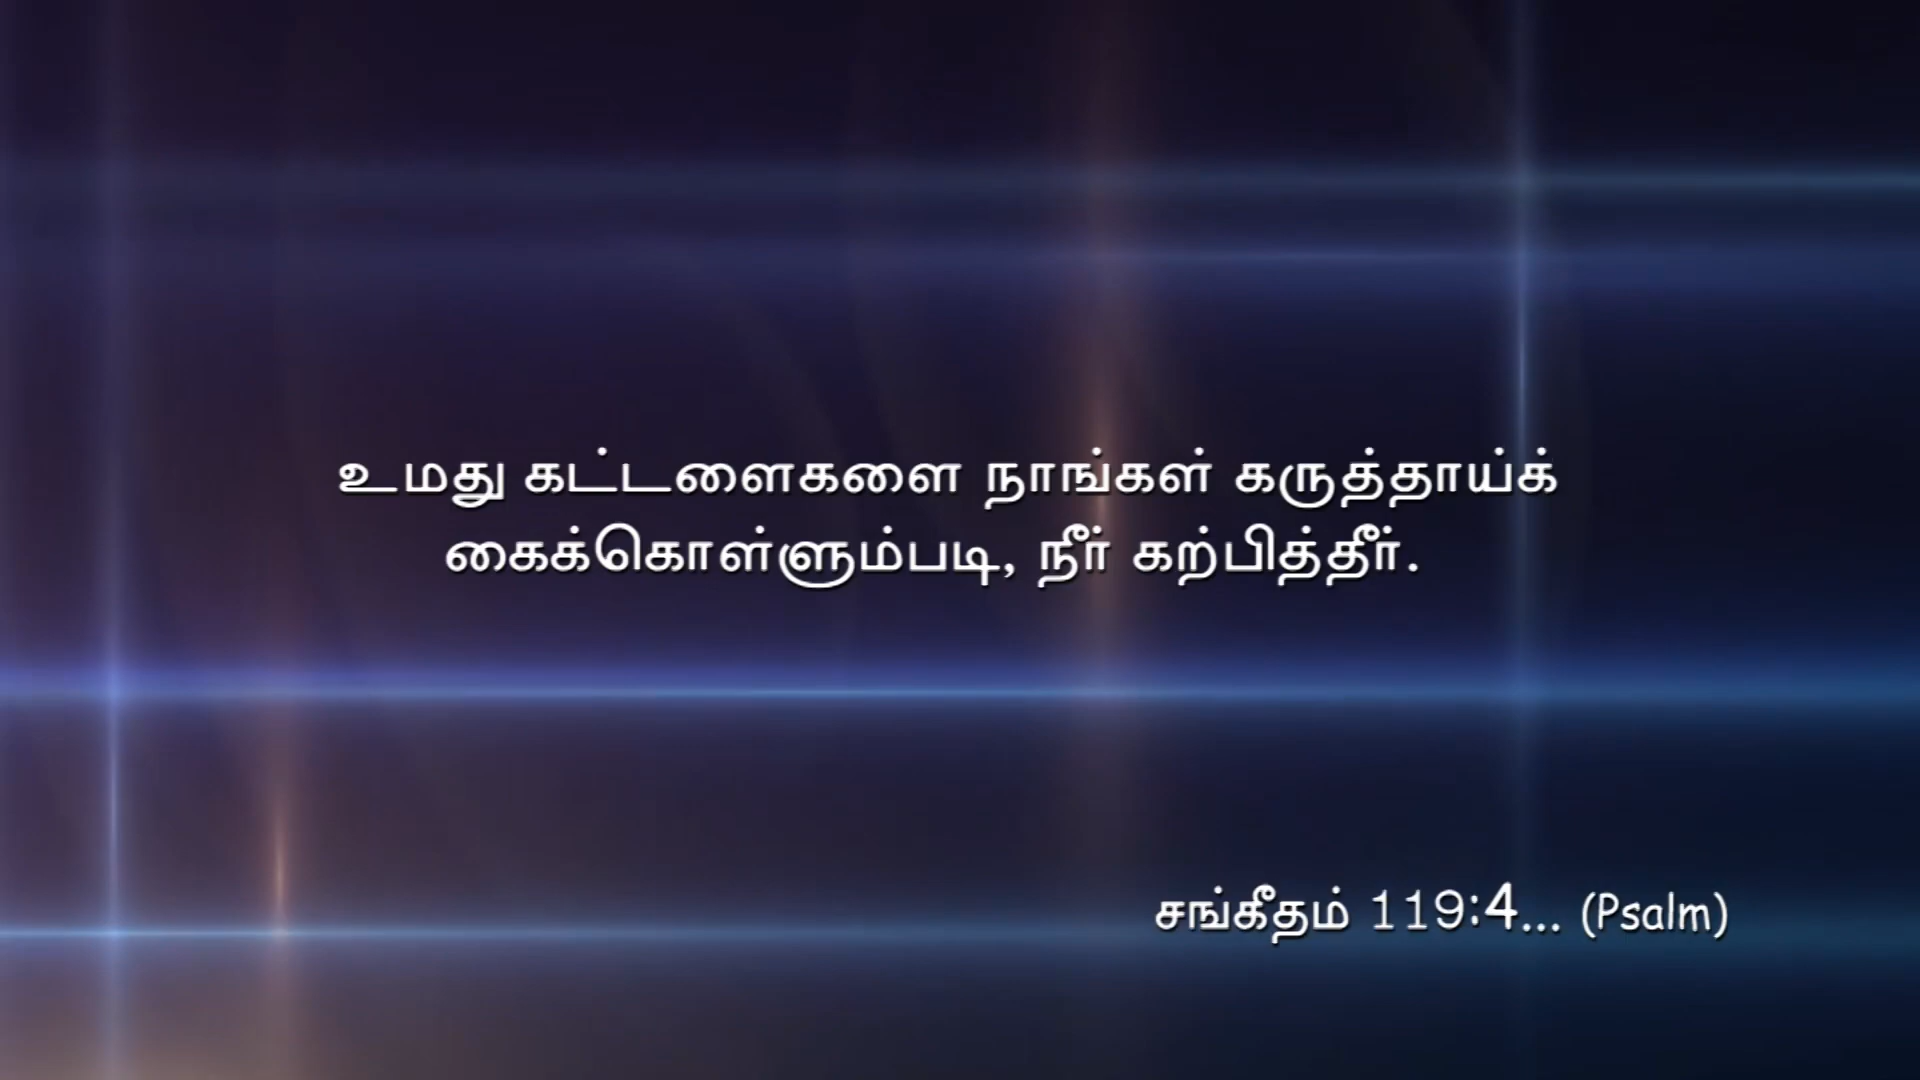 உமது கட்டளைகளை நாங்கள் கருத்தாய்க்
கைக்கொள்ளும்படி, நீர் கற்பித்தீர்.
சங்கீதம் 119:4... (Psalm)